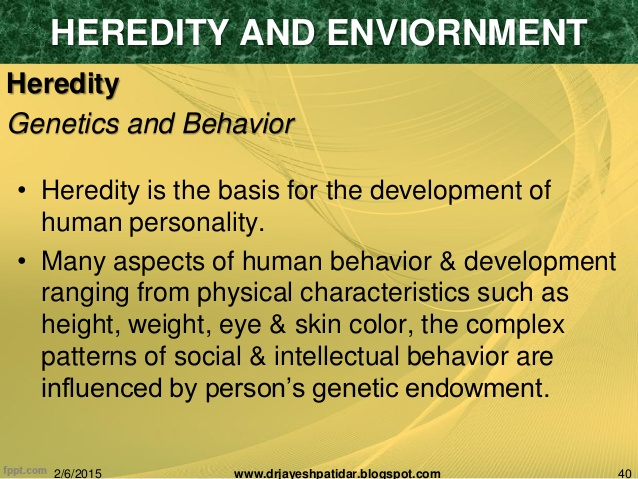 HEREDITY AND ENVIORNMENT
Heredity
Genetics and Behavior
• Heredity is the basis for the development of
human personality.
• Many aspects of human behavior & development
ranging from physical characteristics such as
height, weight, eye & skin color, the complex
patterns of social & intellectual behavior are
influenced by person’s genetic endowment.
fppt.com 2/6/2015 www.drjayeshpatidar.blogspot.com 40